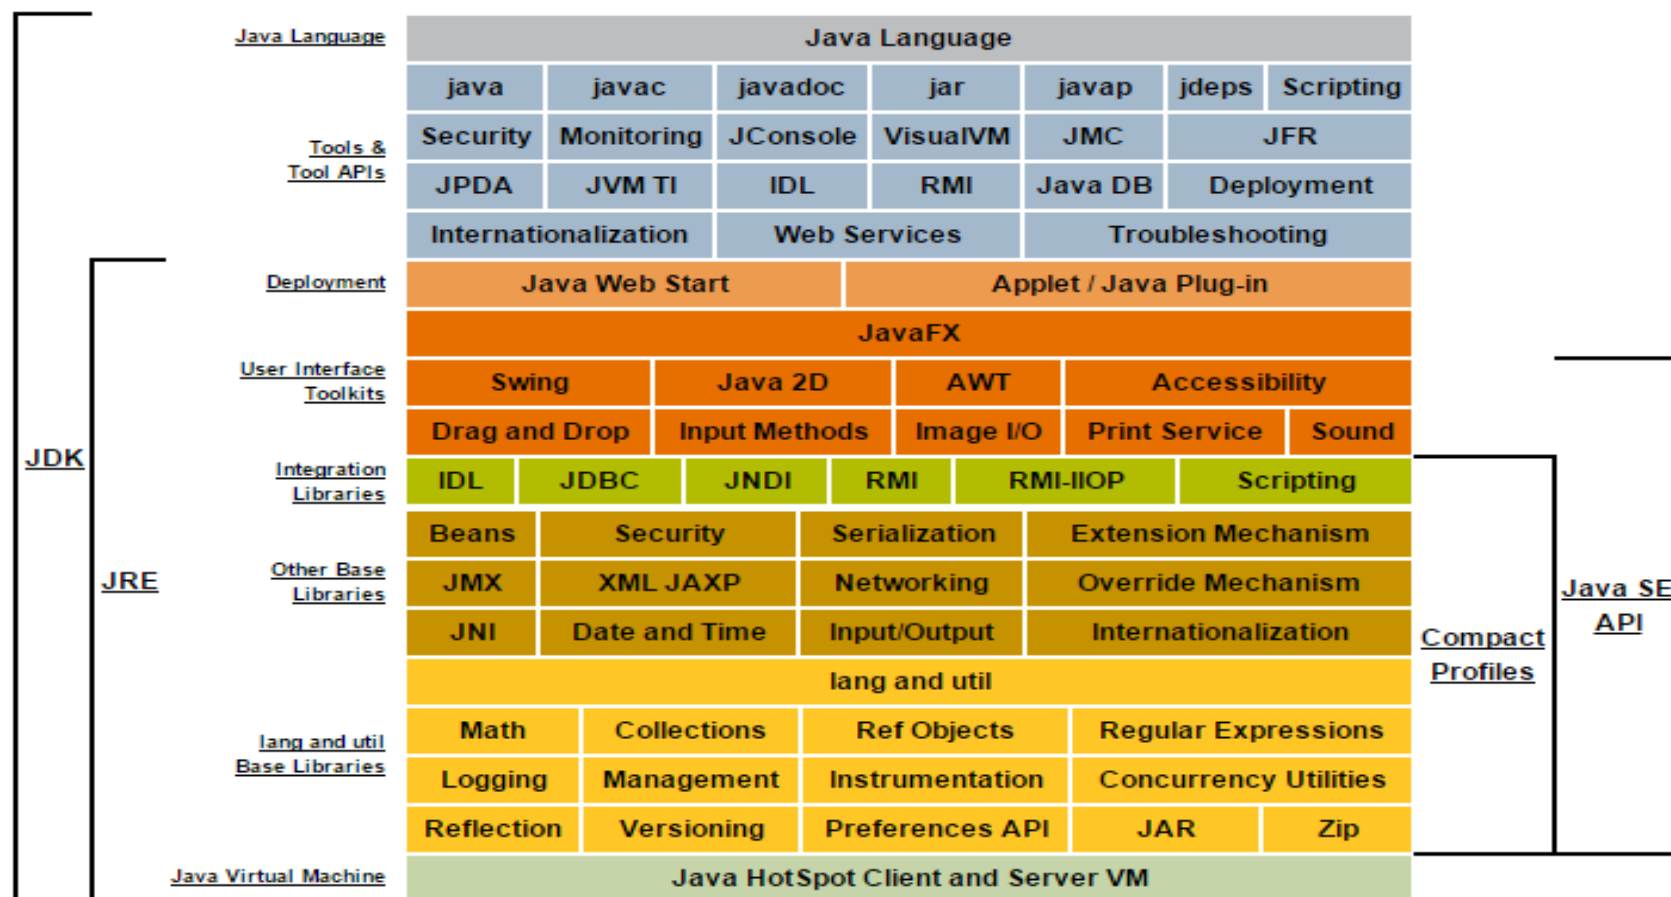 Java Language Java Language
java javac javadoc jar javap jdeps Scripting
Security Monitoring JConsole VisualVM JMC JFR
Tools &
Tool APIs
JPDA JVM TI IDL RMI Java DB Deployment
Internationalization Web Services Troubleshooting
Deployment Java Web Start Applet / Java Plug-in
JavaFX
User Interface
Toolkits
Swing Java 2D AWT Accessibility
Drag and Drop Input Methods Image I/O Print Service Sound
JDK
Integration
Libraries
IDL JDBC JNDI RMI RMI-IIOP Scripting
Beans Security Serialization Extension Mechanism
JRE
Other Base
Libraries
JMX XML JAXP Networking Override Mechanism
Java SE
API
JNI Date and Time Input/Output Internationalization
Compact
Profiles
lang and util
Math Collections Ref Objects Regular Expressions
lang and util
Base Libraries
Logging Management Instrumentation Concurrency Utilities
Reflection Versioning Preferences API JAR Zip
Java Virtual Machine Java HotSpot Client and Server VM